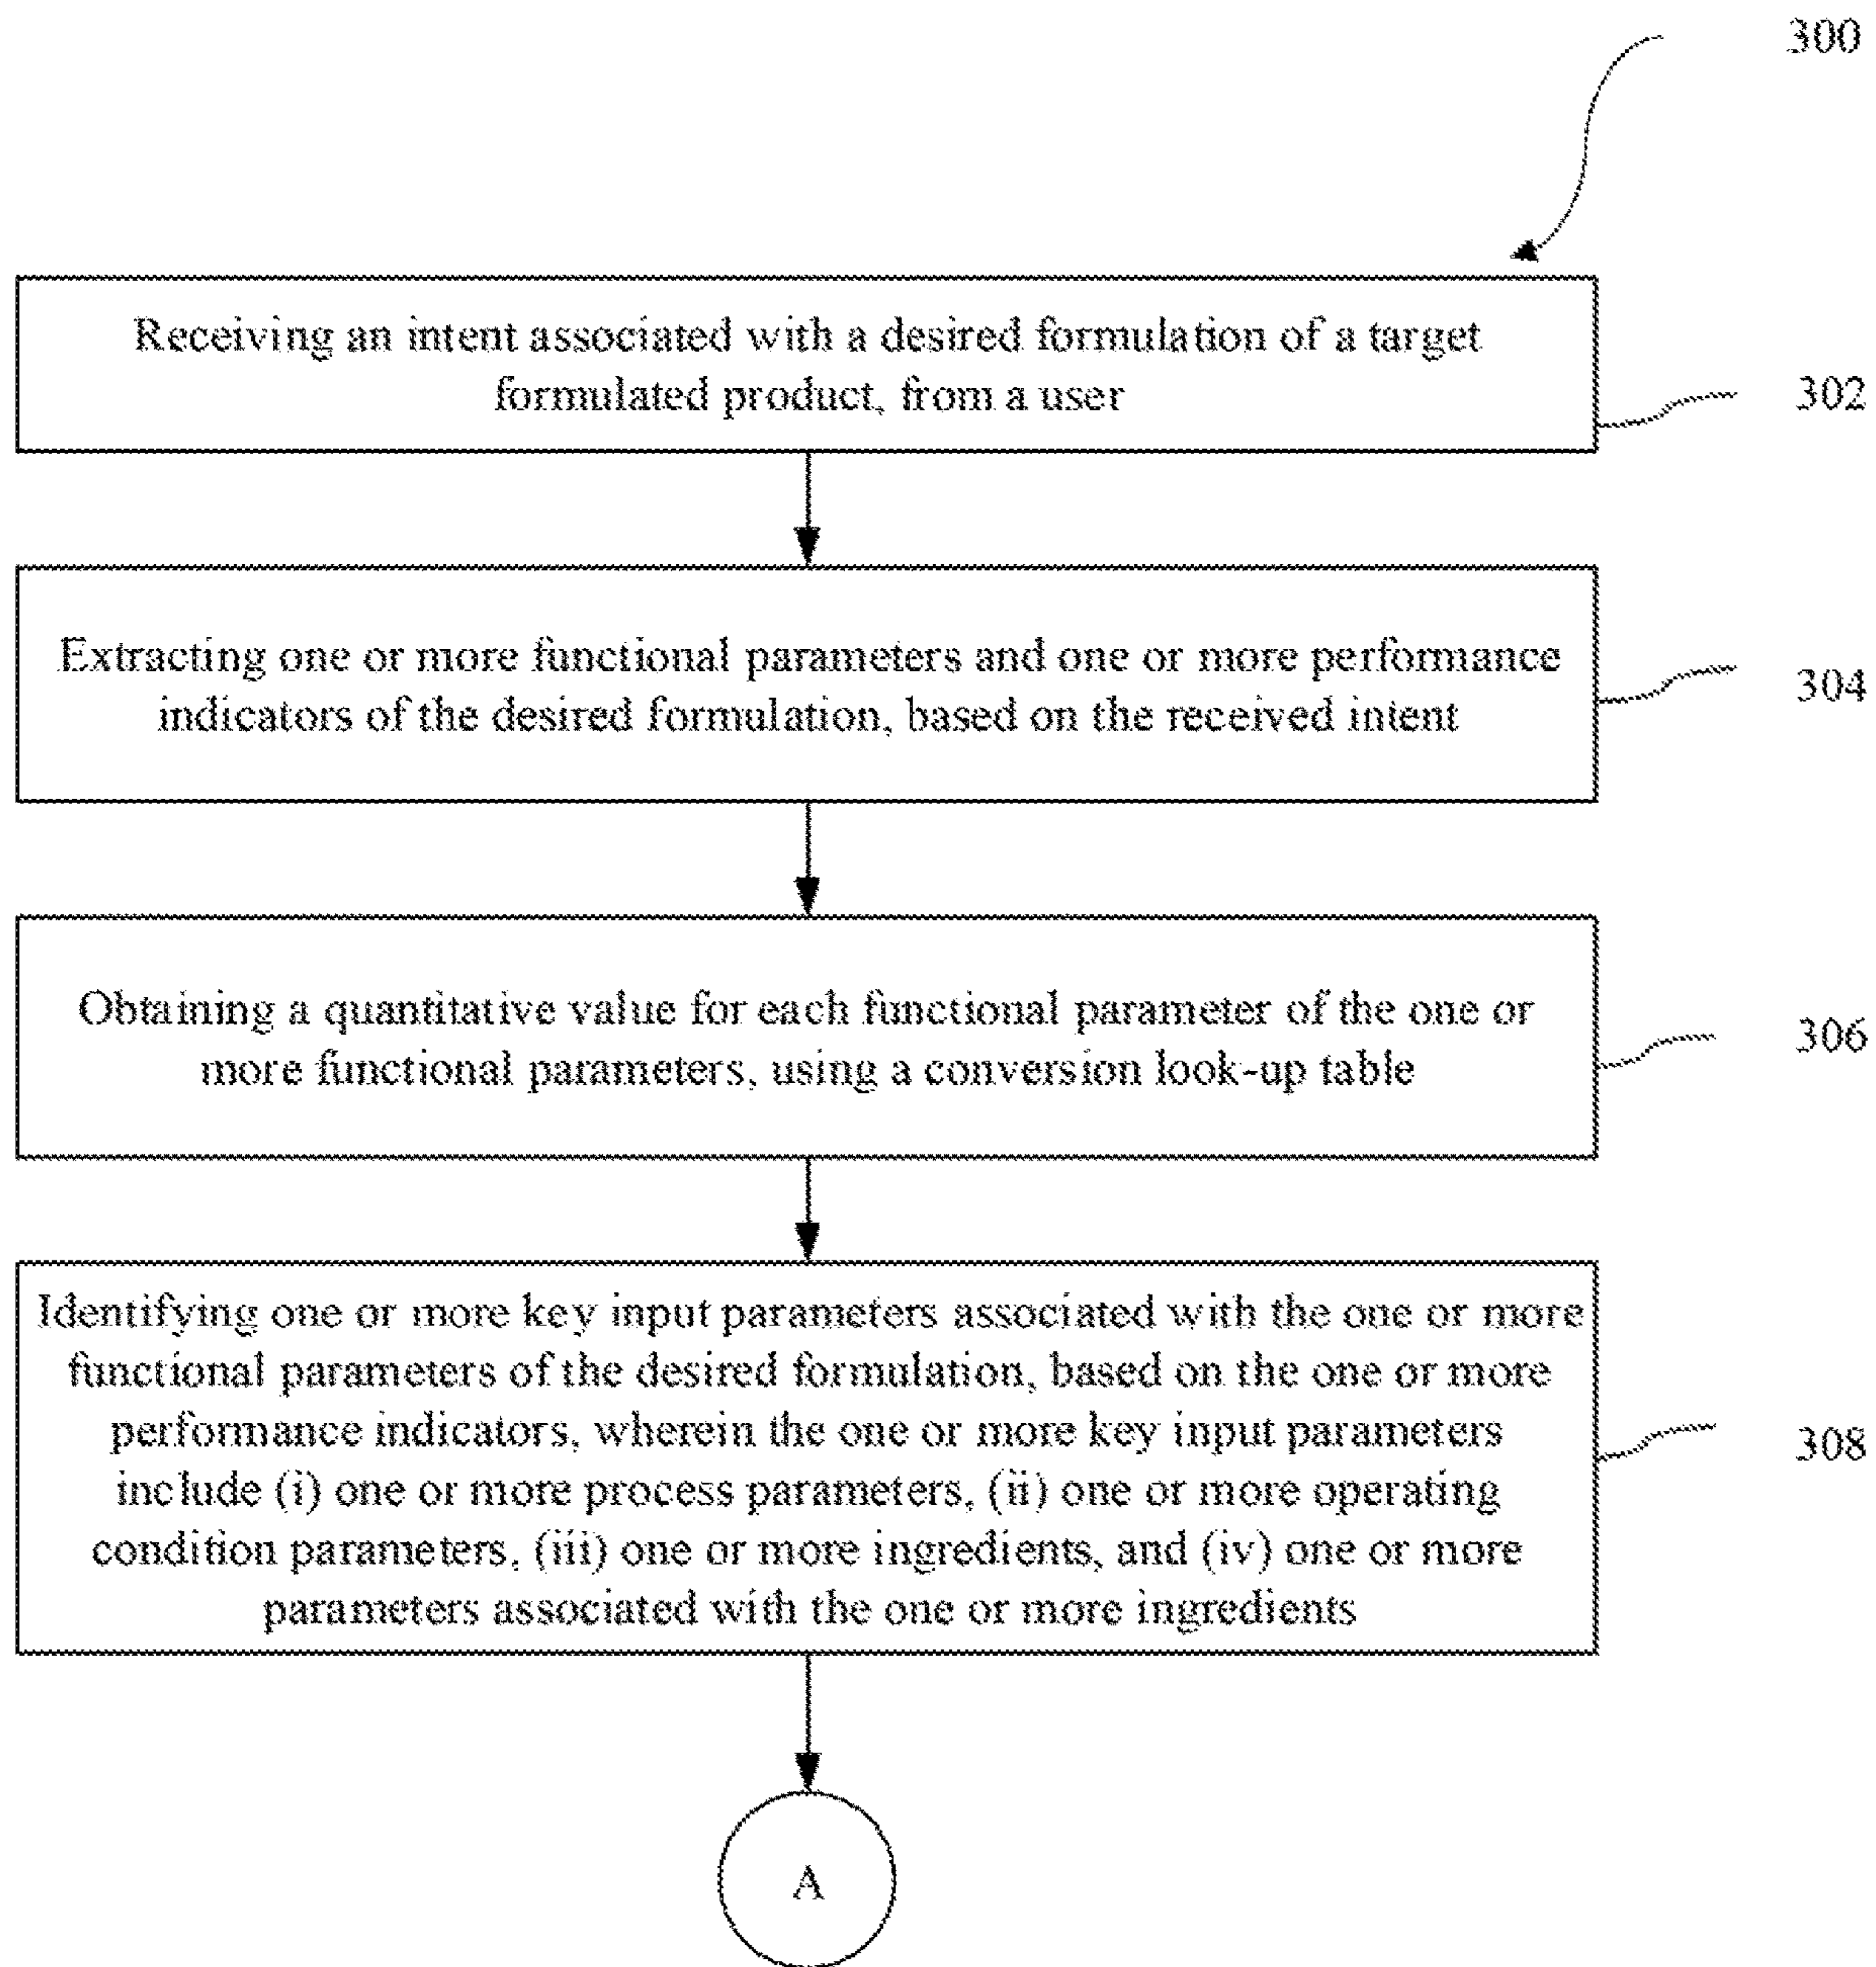 300
Receiving an intent associated with a desired formulation of a target
formulated product, from a user
302
Extracting one or more functional parameters and one or more performance
indicators of the desired formulation, based on the received intent
304
Obtaining a quantitative value for each functional parameter of the one or
more functional parameters, using a conversion look-up table
306
Identifying one or more key input parameters associated with the one or more
functional parameters of the desired formulation, based on the one or more
performance indicators, wherein the one or more key input parameters
include (i) one or more process parameters, (ii) one or more operating
condition parameters, (iii) one or more ingredients, and (iv) one or more
parameters associated with the one or more ingredients
308
A